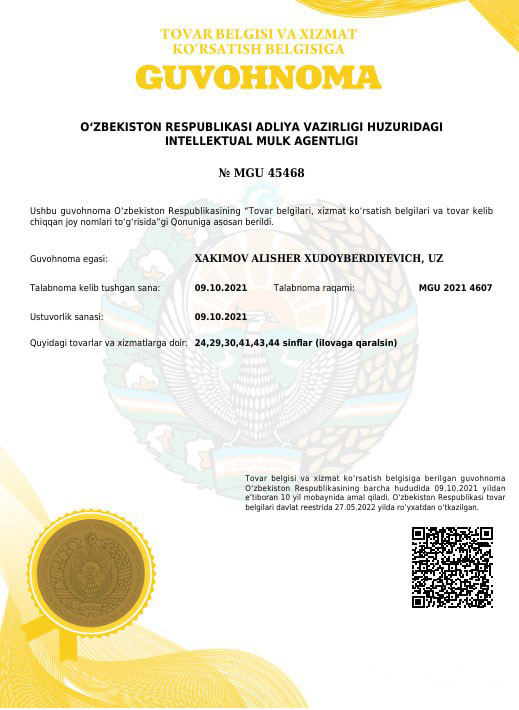 TOVAR BELGISI VA XIZMAT
KO‘RSATISH BELGISIGA
GUVOHNOMA
O‘ZBEKISTON RESPUBLIKASI ADLIYA VAZIRLIGI HUZURIDAGI
INTELLEKTUAL MULK AGENTLIGI
№ MGU 45468
Ushbu guvohnoma O‘zbekiston Respublikasining “Tovar belgilari, xizmat ko‘rsatish belgilari va tovar kelib
chiqqan joy nomlari to‘g‘risida”gi Qonuniga asosan berildi.
Guvohnoma egasi: XAKIMOV ALISHER XUDOYBERDIYEVICH, UZ
Talabnoma kelib tushgan sana: 09.10.2021 Talabnoma raqami: MGU 2021 4607
Ustuvorlik sanasi: 09.10.2021
Quyidagi tovarlar va xizmatlarga doir: 24,29,30,41,43,44 sinflar (ilovaga qaralsin)
O‘ZBEKISTON
Tovar belgisi va xizmat ko‘rsatish belgisiga berilgan guvohnoma
O‘zbekiston Respublikasining barcha hududida 09.10.2021 yildan
e’tiboran 10 yil mobaynida amal qiladi. O‘zbekiston Respublikasi tovar
belgilari davlat reestrida 27.05.2022 yilda ro‘yxatdan o‘tkazilgan.